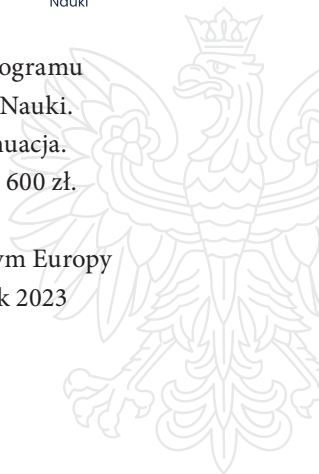 Nauki
ogramu
Nauki.
nuacja.
600 zł.
ym Europy
k 2023